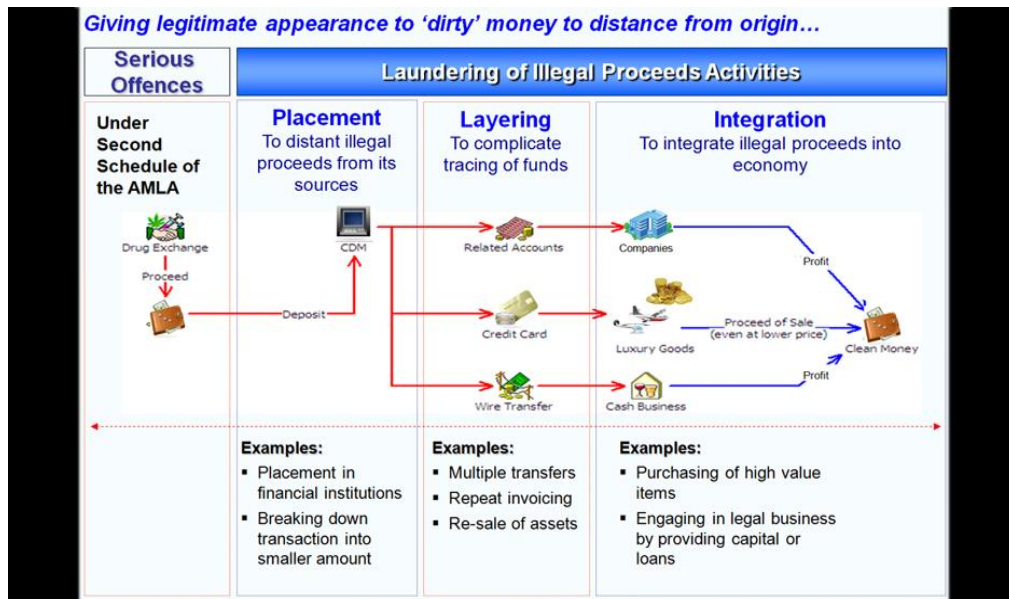 Giving legitimate appearance to 'dirty' money to distance from origin…
Serious
Offences
Laundering of Illegal Proceeds Activities
Under
Second
Schedule of
the AMLA
Placement
To distant illegal
proceeds from its
sources
Layering
To complicate
tracing of funds
Integration
To integrate illegal proceeds into
economy
Drug Exchange
Proceed
Deposit
CDM
Related Accounts
Credit Card
Wire Transfer
Companies
Luxury Goods
Cash Business
Profit
Proceed of Sale
(even at lower price)
Profit
Clean Money
Examples:
▪ Placement in
financial institutions
▪ Breaking down
transaction into
smaller amount
Examples:
▪ Multiple transfers
▪ Repeat invoicing
▪ Re-sale of assets
Examples:
▪ Purchasing of high value
items
▪ Engaging in legal business
by providing capital or
loans